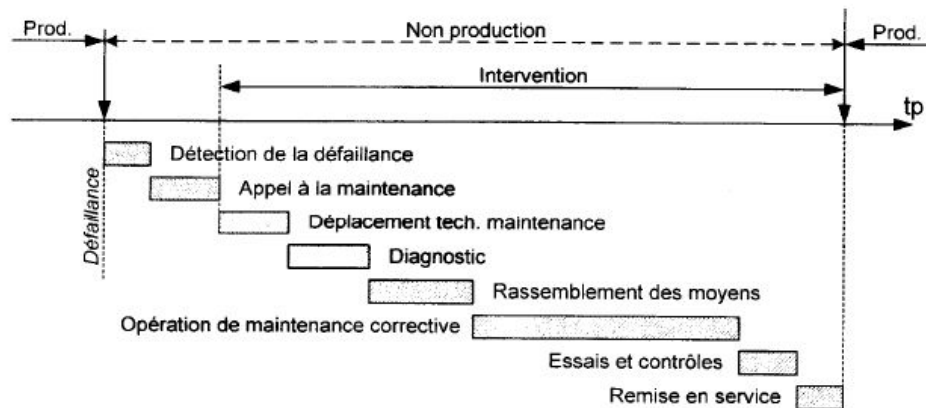 Prod.
Non production
Prod.
Intervention
tp
Détection de la défaillance
Défaillance
Appel à la maintenance
Déplacement tech. maintenance
Diagnostic
Rassemblement des moyens
Opération de maintenance corrective
Essais et contrôles
Remise en service